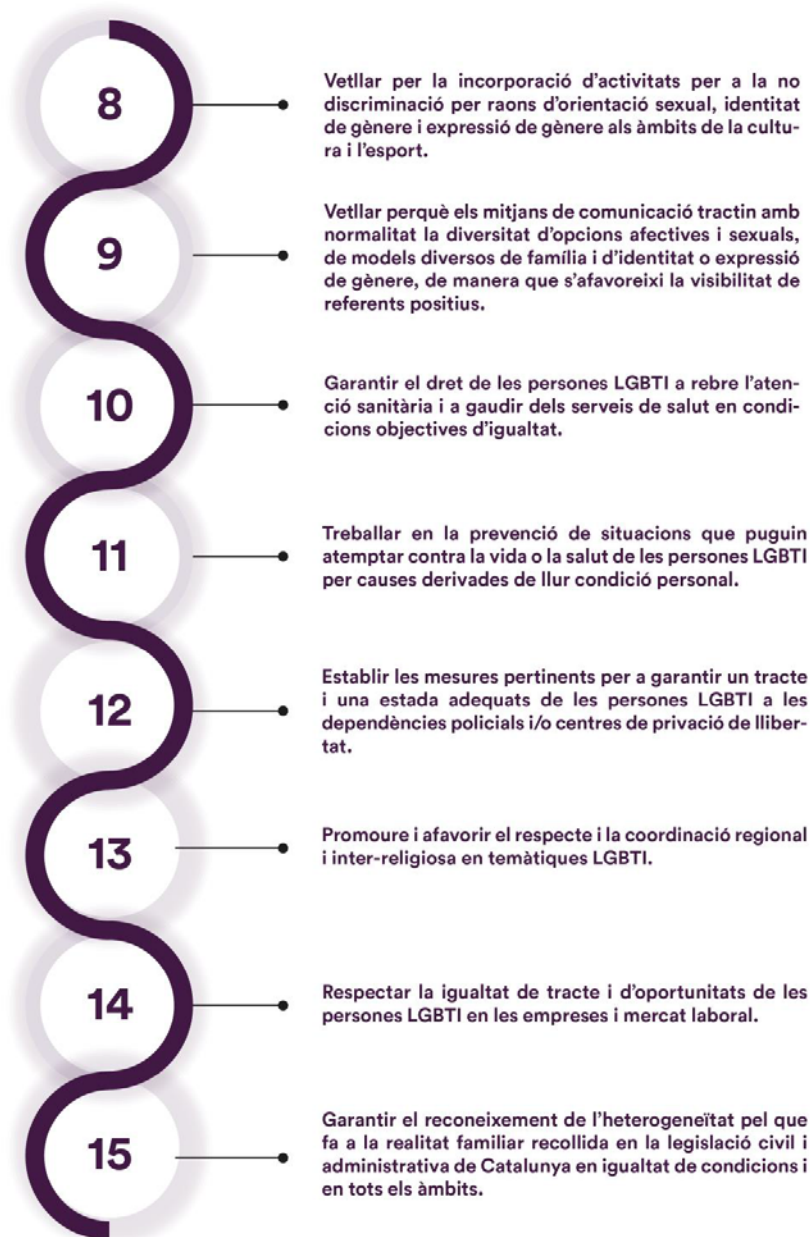 8
Vetllar per la incorporació d’activitats per a la no
discriminació per raons d’orientació sexual, identitat
de gènere i expressió de gènere als àmbits de la cultu-
ra i l’esport.
9
Vetllar perquè els mitjans de comunicació tractin amb
normalitat la diversitat d’opcions afectives i sexuals,
de models diversos de família i d’identitat o expressió
de gènere, de manera que s’afavoreixi la visibilitat de
referents positius.
10
Garantir el dret de les persones LGBTI a rebre l’aten-
ció sanitària i a gaudir dels serveis de salut en condi-
cions objectives d’igualtat.
11
Treballar en la prevenció de situacions que puguin
atemptar contra la vida o la salut de les persones LGBTI
per causes derivades de llur condició personal.
12
Establir les mesures pertinents per a garantir un tracte
i una estada adequats de les persones LGBTI a les
dependències policials i/o centres de privació de lliber-
tat.
13
Promoure i afavorir el respecte i la coordinació regional
i inter-religiosa en temàtiques LGBTI.
14
Respectar la igualtat de tracte i d’oportunitats de les
persones LGBTI en les empreses i mercat laboral.
15
Garantir el reconeixement de l’heterogeneïtat pel que
fa a la realitat familiar recollida en la legislació civil i
administrativa de Catalunya en igualtat de condicions i
en tots els àmbits.